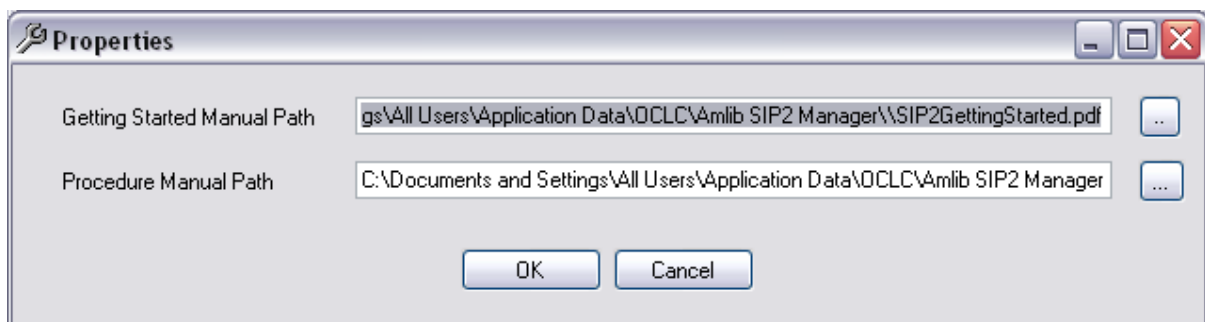 Properties
Getting Started Manual Path gs\All Users\Application Data\OCLC\Amlib SIP2 Manager\\SIP2GettingStarted.pdf ..
Procedure Manual Path C:\Documents and Settings\All Users\Application Data\OCLC\Amlib SIP2 Manager ...
OK Cancel